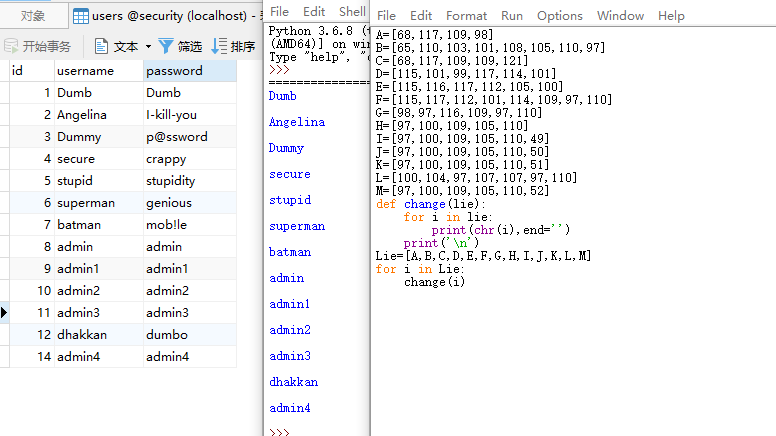 对象
users @security (localhost) -
开始事务
文本
筛选
排序
id username password
1 Dumb Dumb
2 Angelina I-kill-you
3 Dummy p@ssword
4 secure crappy
5 stupid stupidity
6 superman genious
7 batman mob!le
8 admin admin
9 admin1 admin1
10 admin2 admin2
11 admin3 admin3
12 dhakkan dumbo
14 admin4 admin4
File Edit Shell
Python 3.6.8 (
(AMD64)] on wi
Type "help", "
>>>
==============
Dumb
Angelina
Dummy
secure
stupid
superman
batman
admin
admin1
admin2
admin3
dhakkan
admin4
>>>
File Edit Format Run Options Window Help
A=[68,117,109,98]
B=[65,110,103,101,108,105,110,97]
C=[68,117,109,109,121]
D=[115,101,99,117,114,101]
E=[115,116,117,112,105,100]
F=[115,117,112,101,114,109,97,110]
G=[98,97,116,109,97,110]
H=[97,100,109,105,110]
I=[97,100,109,105,110,49]
J=[97,100,109,105,110,50]
K=[97,100,109,105,110,51]
L=[100,104,97,107,107,97,110]
M=[97,100,109,105,110,52]
def change(lie):
    for i in lie:
        print(chr(i),end='')
    print('\n')
Lie=[A,B,C,D,E,F,G,H,I,J,K,L,M]
for i in Lie:
    change(i)